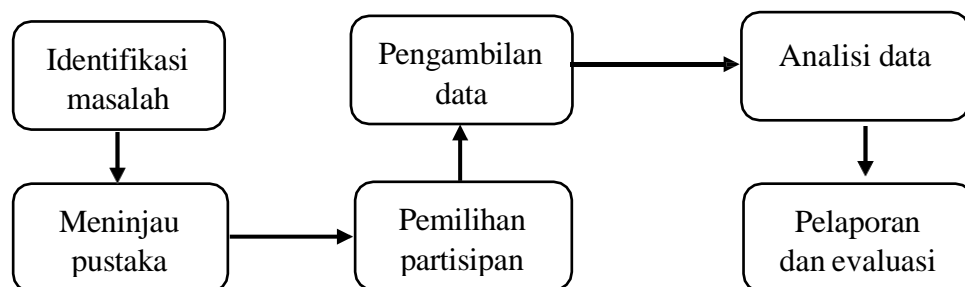 Identifikasi
masalah
Meninjau
pustaka
Pemilihan
partisipan
Pengambilan
data
Analisi data
Pelaporan
dan evaluasi